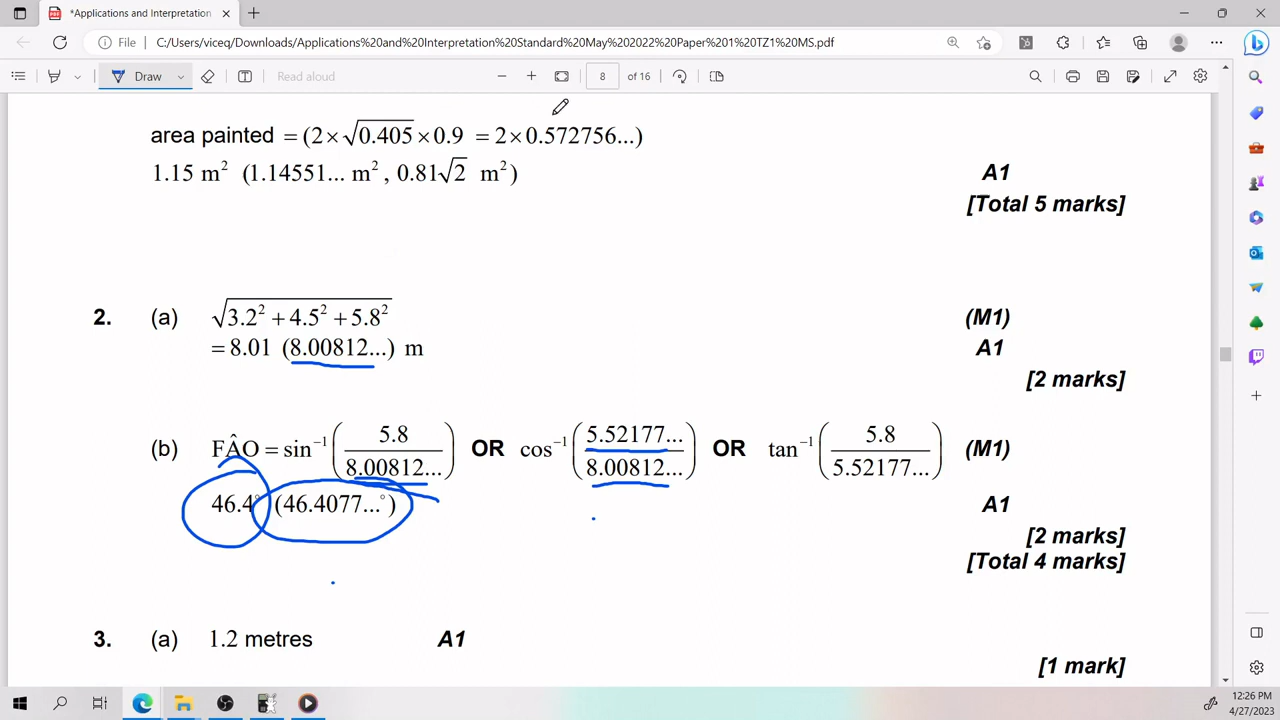 *Applications and Interpretation
File
C:/Users/viceq/Downloads/Applications%20and%20Interpretation%20Standard%20May%202022%20Paper%201%20TZ1%20MS.pdf
Draw
Read aloud
8 of 16
area painted = (2×√0.405×0.9 = 2×0.572756...)
1.15 m² (1.14551... m², 0.81√2 m²) A1
[Total 5 marks]
2. (a) √3.2² + 4.5² + 5.8² (M1)
= 8.01 (8.00812...) m A1
[2 marks]
(b) FÂO = sin⁻¹(5.8/8.00812...) OR cos⁻¹(5.52177.../8.00812...) OR tan⁻¹(5.8/5.52177...) (M1)
46.4° (46.4077...°) A1
[2 marks]
[Total 4 marks]
3. (a) 1.2 metres A1
[1 mark]
12:26 PM
4/27/2023